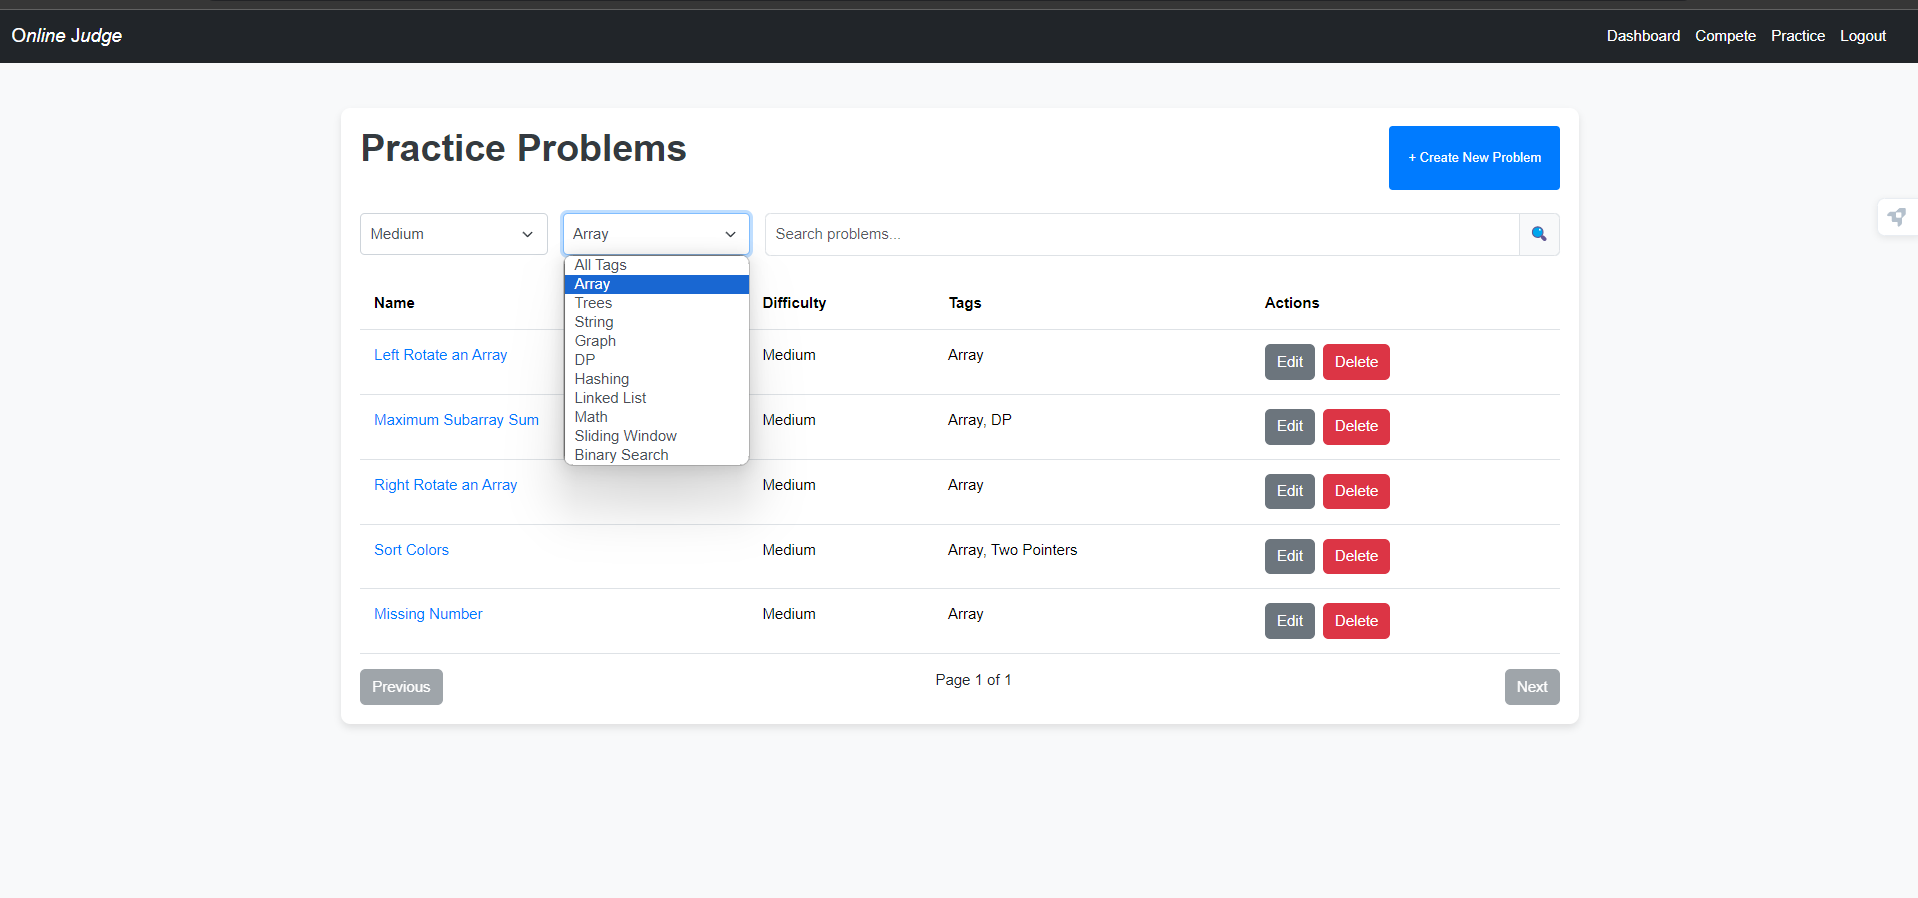 Online Judge
Dashboard Compete Practice Logout
Practice Problems
+ Create New Problem
Medium
Array
Search problems...
All Tags
Array
Trees
String
Graph
DP
Hashing
Linked List
Math
Sliding Window
Binary Search
Name Difficulty Tags Actions
Left Rotate an Array Medium Array Edit Delete
Maximum Subarray Sum Medium Array, DP Edit Delete
Right Rotate an Array Medium Array Edit Delete
Sort Colors Medium Array, Two Pointers Edit Delete
Missing Number Medium Array Edit Delete
Previous Page 1 of 1 Next